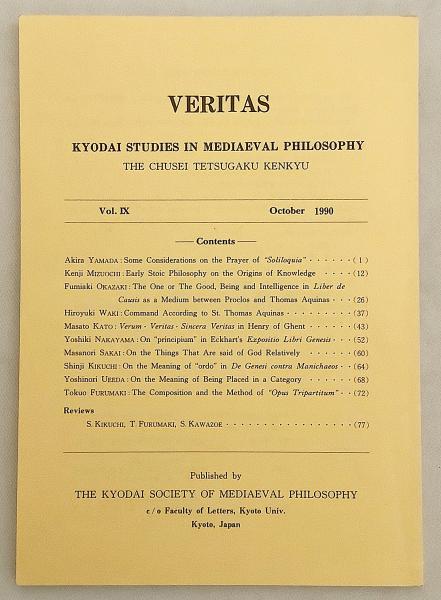 VERITAS
KYODAI STUDIES IN MEDIAEVAL PHILOSOPHY
THE CHUSEI TETSUGAKU KENKYU
Vol. IX October 1990
Contents
Akira YAMADA : Some Considerations on the Prayer of "Soliloquia" · · · · · · ( 1 )
Kenji MIZUOCHI : Early Stoic Philosophy on the Origins of Knowledge · · · · (12)
Fumiaki OKAZAKI : The One or The Good, Being and Intelligence in Liber de
Causis as a Medium between Proclos and Thomas Aquinas · · · (26)
Hiroyuki WAKI : Command According to St. Thomas Aquinas · · · · · · · · · (37)
Masato KATO : Verum - Veritas - Sincera Veritas in Henry of Ghent · · · · · · (43)
Yoshiki NAKAYAMA : On "principium" in Eckhart's Expositio Libri Genesis · · · (52)
Masanori SAKAI : On the Things That Are said of God Relatively · · · · · · (60)
Shinji KIKUCHI : On the Meaning of "ordo" in De Genesi contra Manichaeos · · (64)
Yoshinori UEEDA : On the Meaning of Being Placed in a Category · · · · · · (68)
Tokuo FURUMAKI : The Composition and the Method of "Opus Tripartitum" · · (72)
Reviews
S. KIKUCHI, T. FURUMAKI, S. KAWAZOE · · · · · · · · · · · · · · · · (77)
Published by
THE KYODAI SOCIETY OF MEDIAEVAL PHILOSOPHY
c/o Faculty of Letters, Kyoto Univ.
Kyoto, Japan